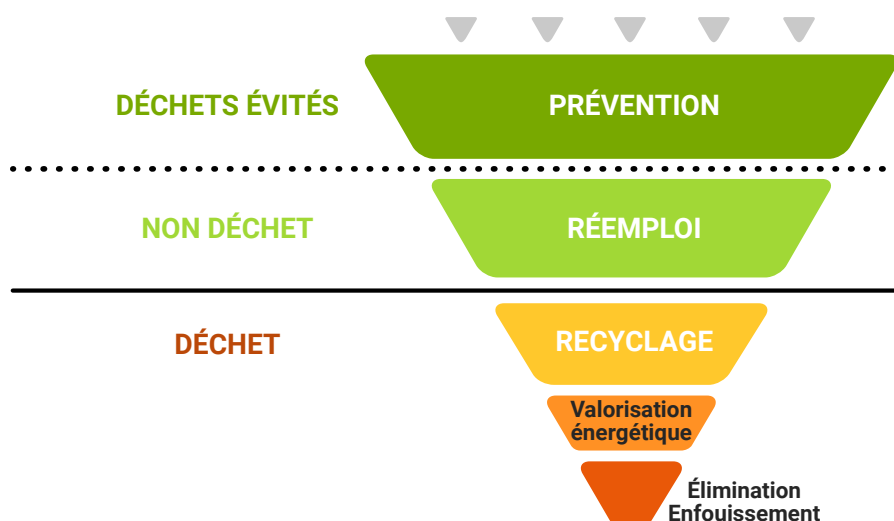 DÉCHETS ÉVITÉS
PRÉVENTION
NON DÉCHET
RÉEMPLOI
DÉCHET
RECYCLAGE
Valorisation
énergétique
Élimination
Enfouissement